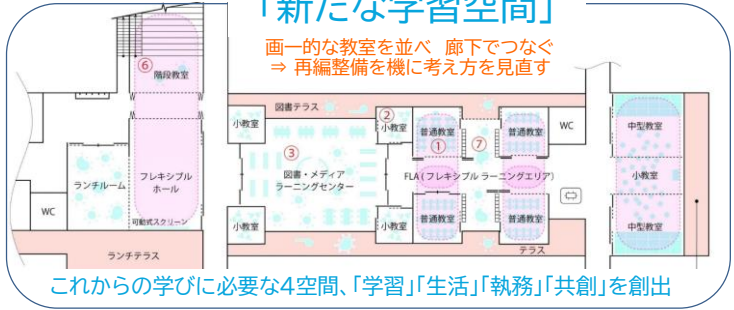 「新たな学習空間」
画一的な教室を並べ 廊下でつなぐ
⇒ 再編整備を機に考え方を見直す
⑥
階段教室
ランチルーム
フレキシブル
ホール
WC
可動式スクリーン
ランチテラス
図書テラス
小教室
②
小教室
普通教室
①
⑦
普通教室
WC
③
図書・メディア
ラーニングセンター
FLA(フレキシブル ラーニングエリア)
小教室
小教室
普通教室
普通教室
テラス
中型教室
小教室
中型教室
これからの学びに必要な4空間、「学習」「生活」「執務」「共創」を創出